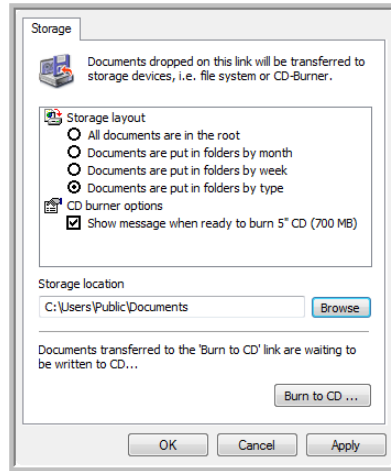 Storage
Documents dropped on this link will be transferred to
storage devices, i.e. file system or CD-Burner.
Storage layout
All documents are in the root
Documents are put in folders by month
Documents are put in folders by week
Documents are put in folders by type
CD burner options
Show message when ready to burn 5" CD (700 MB)
Storage location
C:\Users\Public\Documents
Browse
Documents transferred to the 'Burn to CD' link are waiting to
be written to CD...
Burn to CD ...
OK Cancel Apply